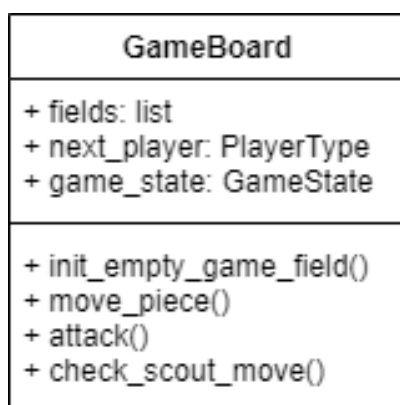 GameBoard
+ fields: list
+ next_player: PlayerType
+ game_state: GameState
+ init_empty_game_field()
+ move_piece()
+ attack()
+ check_scout_move()